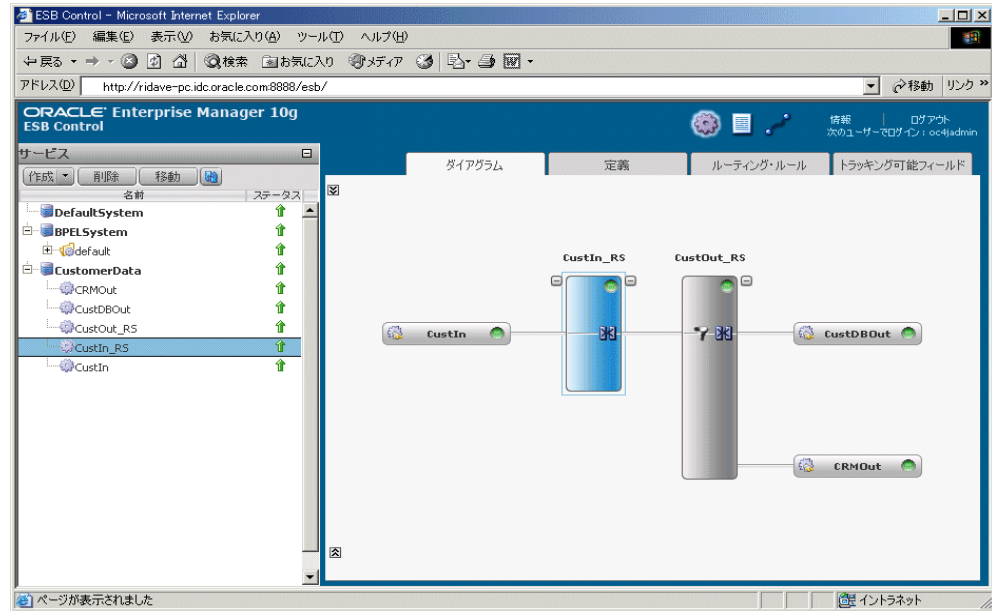 ESB Control - Microsoft Internet Explorer
ファイル(F) 編集(E) 表示(V) お気に入り(A) ツール(T) ヘルプ(H)
戻る 検索 お気に入り メディア
アドレス(D) http://ridave-pc.idc.oracle.com:8888/esb/ 移動 リンク »
ORACLE Enterprise Manager 10g
ESB Control
情報 | ログアウト
次のユーザーでログイン : oc4jadmin
サービス
作成 削除 移動
名前 ステータス
DefaultSystem
BPELSystem
default
CustomerData
CRMOut
CustDBOut
CustOut_RS
CustIn_RS
CustIn
ダイアグラム 定義 ルーティング・ルール トラッキング可能フィールド
CustIn_RS CustOut_RS
CustIn CustDBOut
CRMOut
ページが表示されました イントラネット